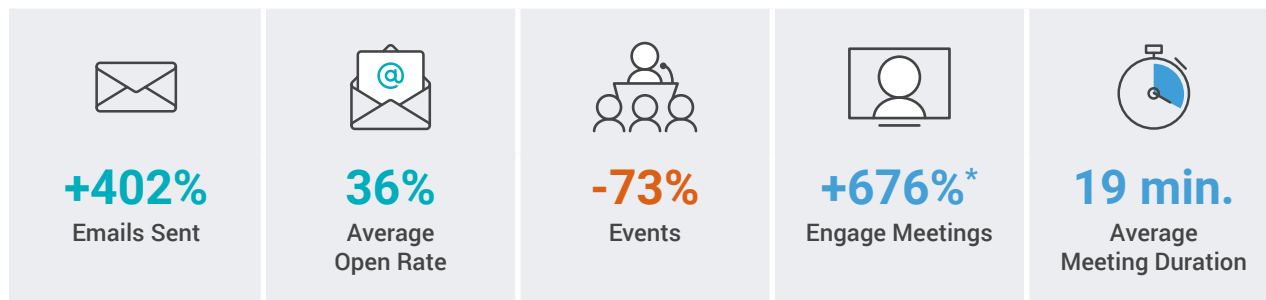 @
+402%
Emails Sent
36%
Average
Open Rate
-73%
Events
+676%*
Engage Meetings
19 min.
Average
Meeting Duration